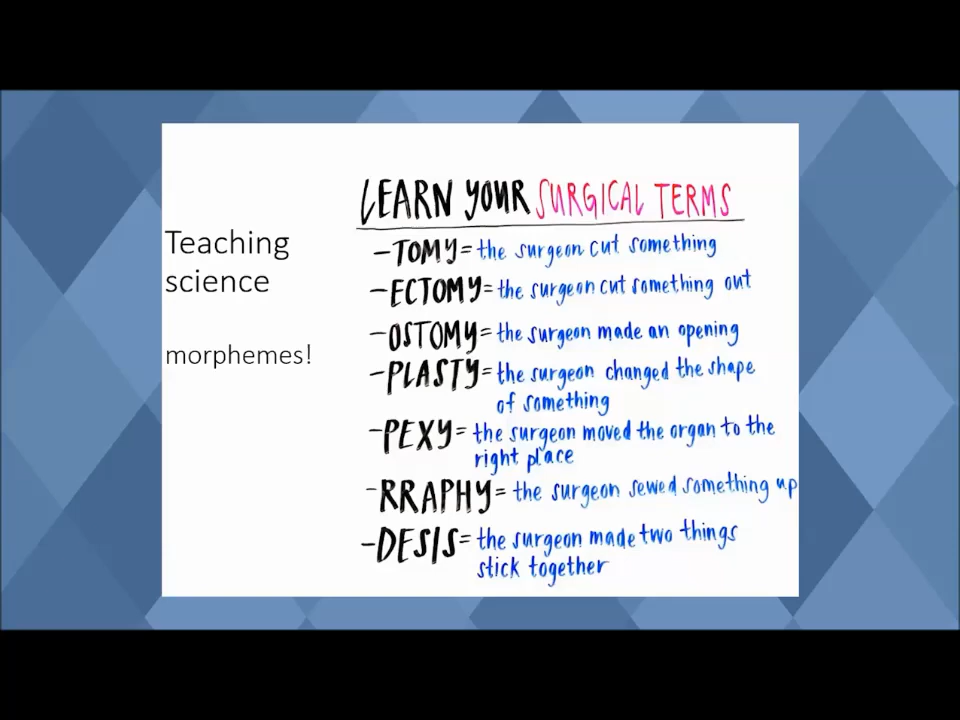 Teaching
science
morphemes!
LEARN YOUR SURGICAL TERMS
-TOMY= the surgeon cut something
-ECTOMY= the surgeon cut something out
-OSTOMY= the surgeon made an opening
-PLASTY= the surgeon changed the shape
of something
-PEXY= the surgeon moved the organ to the
right place
-RRAPHY= the surgeon sewed something up
-DESIS= the surgeon made two things
stick together